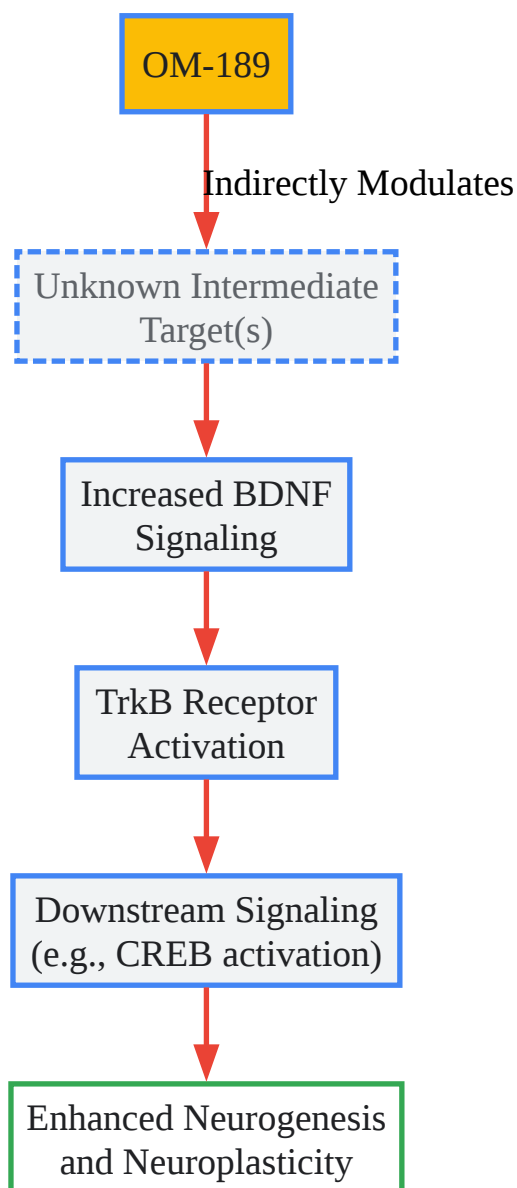 OM-189
Indirectly Modulates
Unknown Intermediate
Target(s)
Increased BDNF
Signaling
TrkB Receptor
Activation
Downstream Signaling
(e.g., CREB activation)
Enhanced Neurogenesis
and Neuroplasticity